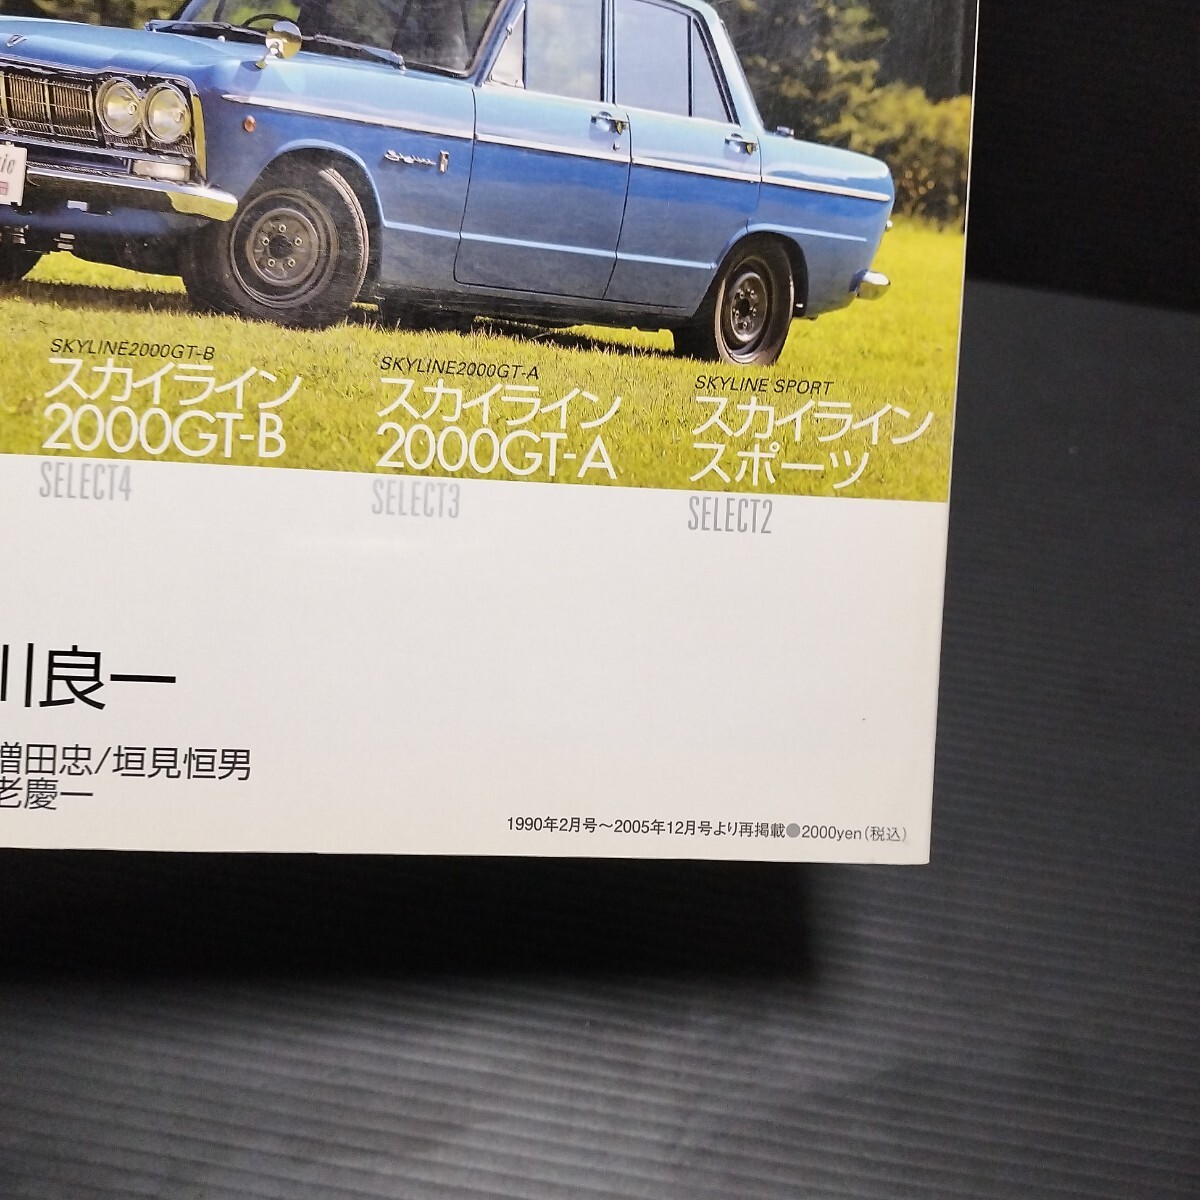 Skyline GT
SKYLINE2000GT-B
スカイライン
2000GT-B
SELECT4
SKYLINE2000GT-A
スカイライン
2000GT-A
SELECT3
SKYLINE SPORT
スカイライン
スポーツ
SELECT2
川良一
増田忠/垣見恒男
老慶一
1990年2月号〜2005年12月号より再掲載●2000yen(税込)